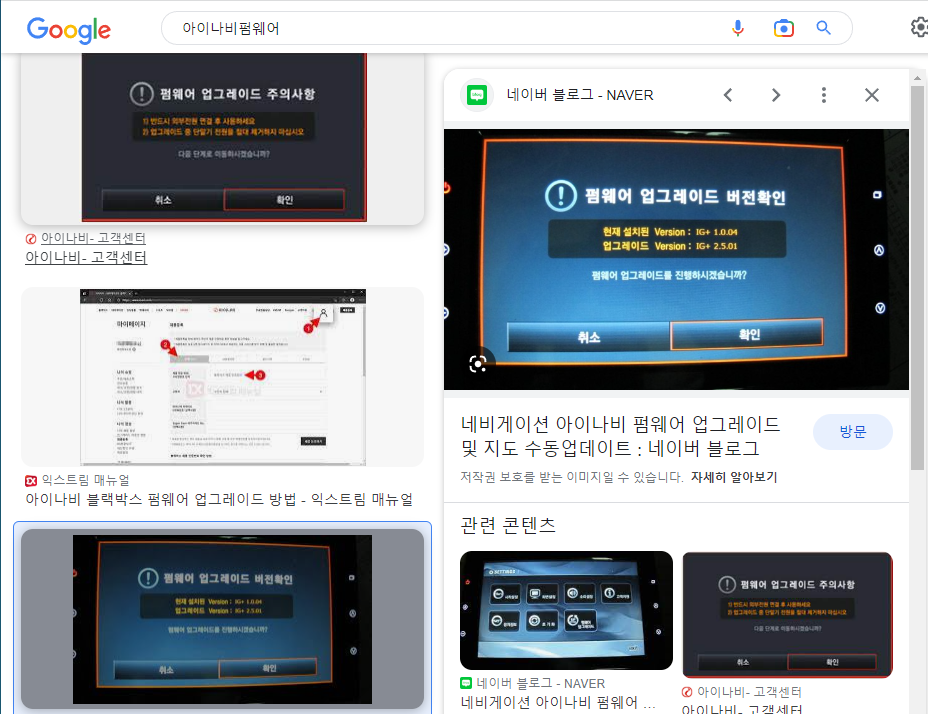 Google
아이나비펌웨어
펌웨어 업그레이드 주의사항
1) 반드시 외부전원 연결 후 사용하세요
2) 업그레이드 중 단말기 전원을 절대 제거하지 마십시오
다음 단계로 이동하시겠습니까?
취소
확인
아이나비- 고객센터
아이나비- 고객센터
마이페이지
1
2
3
익스트림 매뉴얼
아이나비 블랙박스 펌웨어 업그레이드 방법 - 익스트림 매뉴얼
펌웨어 업그레이드 버전확인
현재 설치된 Version : IG+ 1.0.04
업그레이드 Version : IG+ 2.5.01
펌웨어 업그레이드를 진행하시겠습니까?
취소
확인
네이버 블로그 - NAVER
펌웨어 업그레이드 버전확인
현재 설치된 Version : IG+ 1.0.04
업그레이드 Version : IG+ 2.5.01
펌웨어 업그레이드를 진행하시겠습니까?
취소
확인
네비게이션 아이나비 펌웨어 업그레이드
및 지도 수동업데이트 : 네이버 블로그
방문
저작권 보호를 받는 이미지일 수 있습니다. 자세히 알아보기
관련 콘텐츠
SETTINGS
네이버 블로그 - NAVER
네비게이션 아이나비 펌웨어 ...
펌웨어 업그레이드 주의사항
1) 반드시 외부전원 연결 후 사용하세요
2) 업그레이드 중 단말기 전원을 절대 제거하지 마십시오
다음 단계로 이동하시겠습니까?
취소
확인
아이나비- 고객센터
아이나비- 고객센터